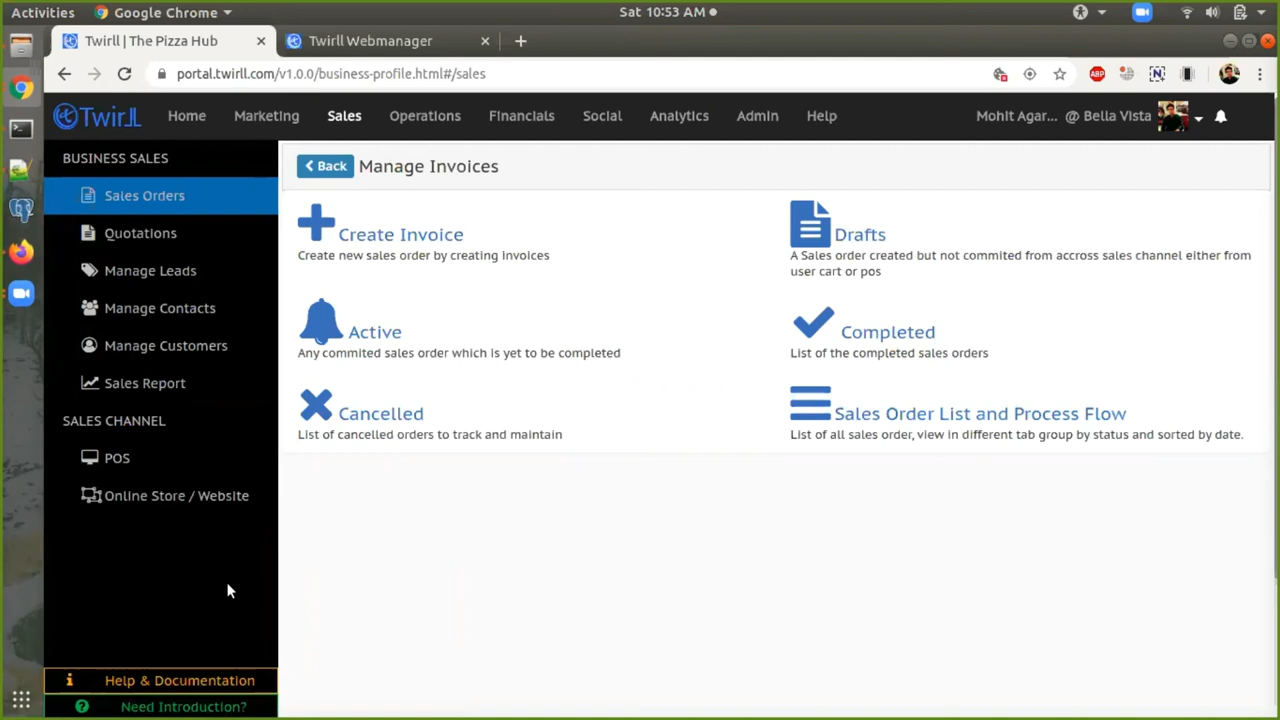 Activities
Google Chrome
Sat 10:53 AM
Twirll | The Pizza Hub
Twirll Webmanager
portal.twirll.com/v1.0.0/business-profile.html#/sales
ABP
N
Twirll
Home
Marketing
Sales
Operations
Financials
Social
Analytics
Admin
Help
Mohit Agar... @ Bella Vista
BUSINESS SALES
Sales Orders
Quotations
Manage Leads
Manage Contacts
Manage Customers
Sales Report
SALES CHANNEL
POS
Online Store / Website
Help & Documentation
Need Introduction?
Back
Manage Invoices
Create Invoice
Create new sales order by creating Invoices
Drafts
A Sales order created but not commited from accross sales channel either from
user cart or pos
Active
Any commited sales order which is yet to be completed
Completed
List of the completed sales orders
Cancelled
List of cancelled orders to track and maintain
Sales Order List and Process Flow
List of all sales order, view in different tab group by status and sorted by date.